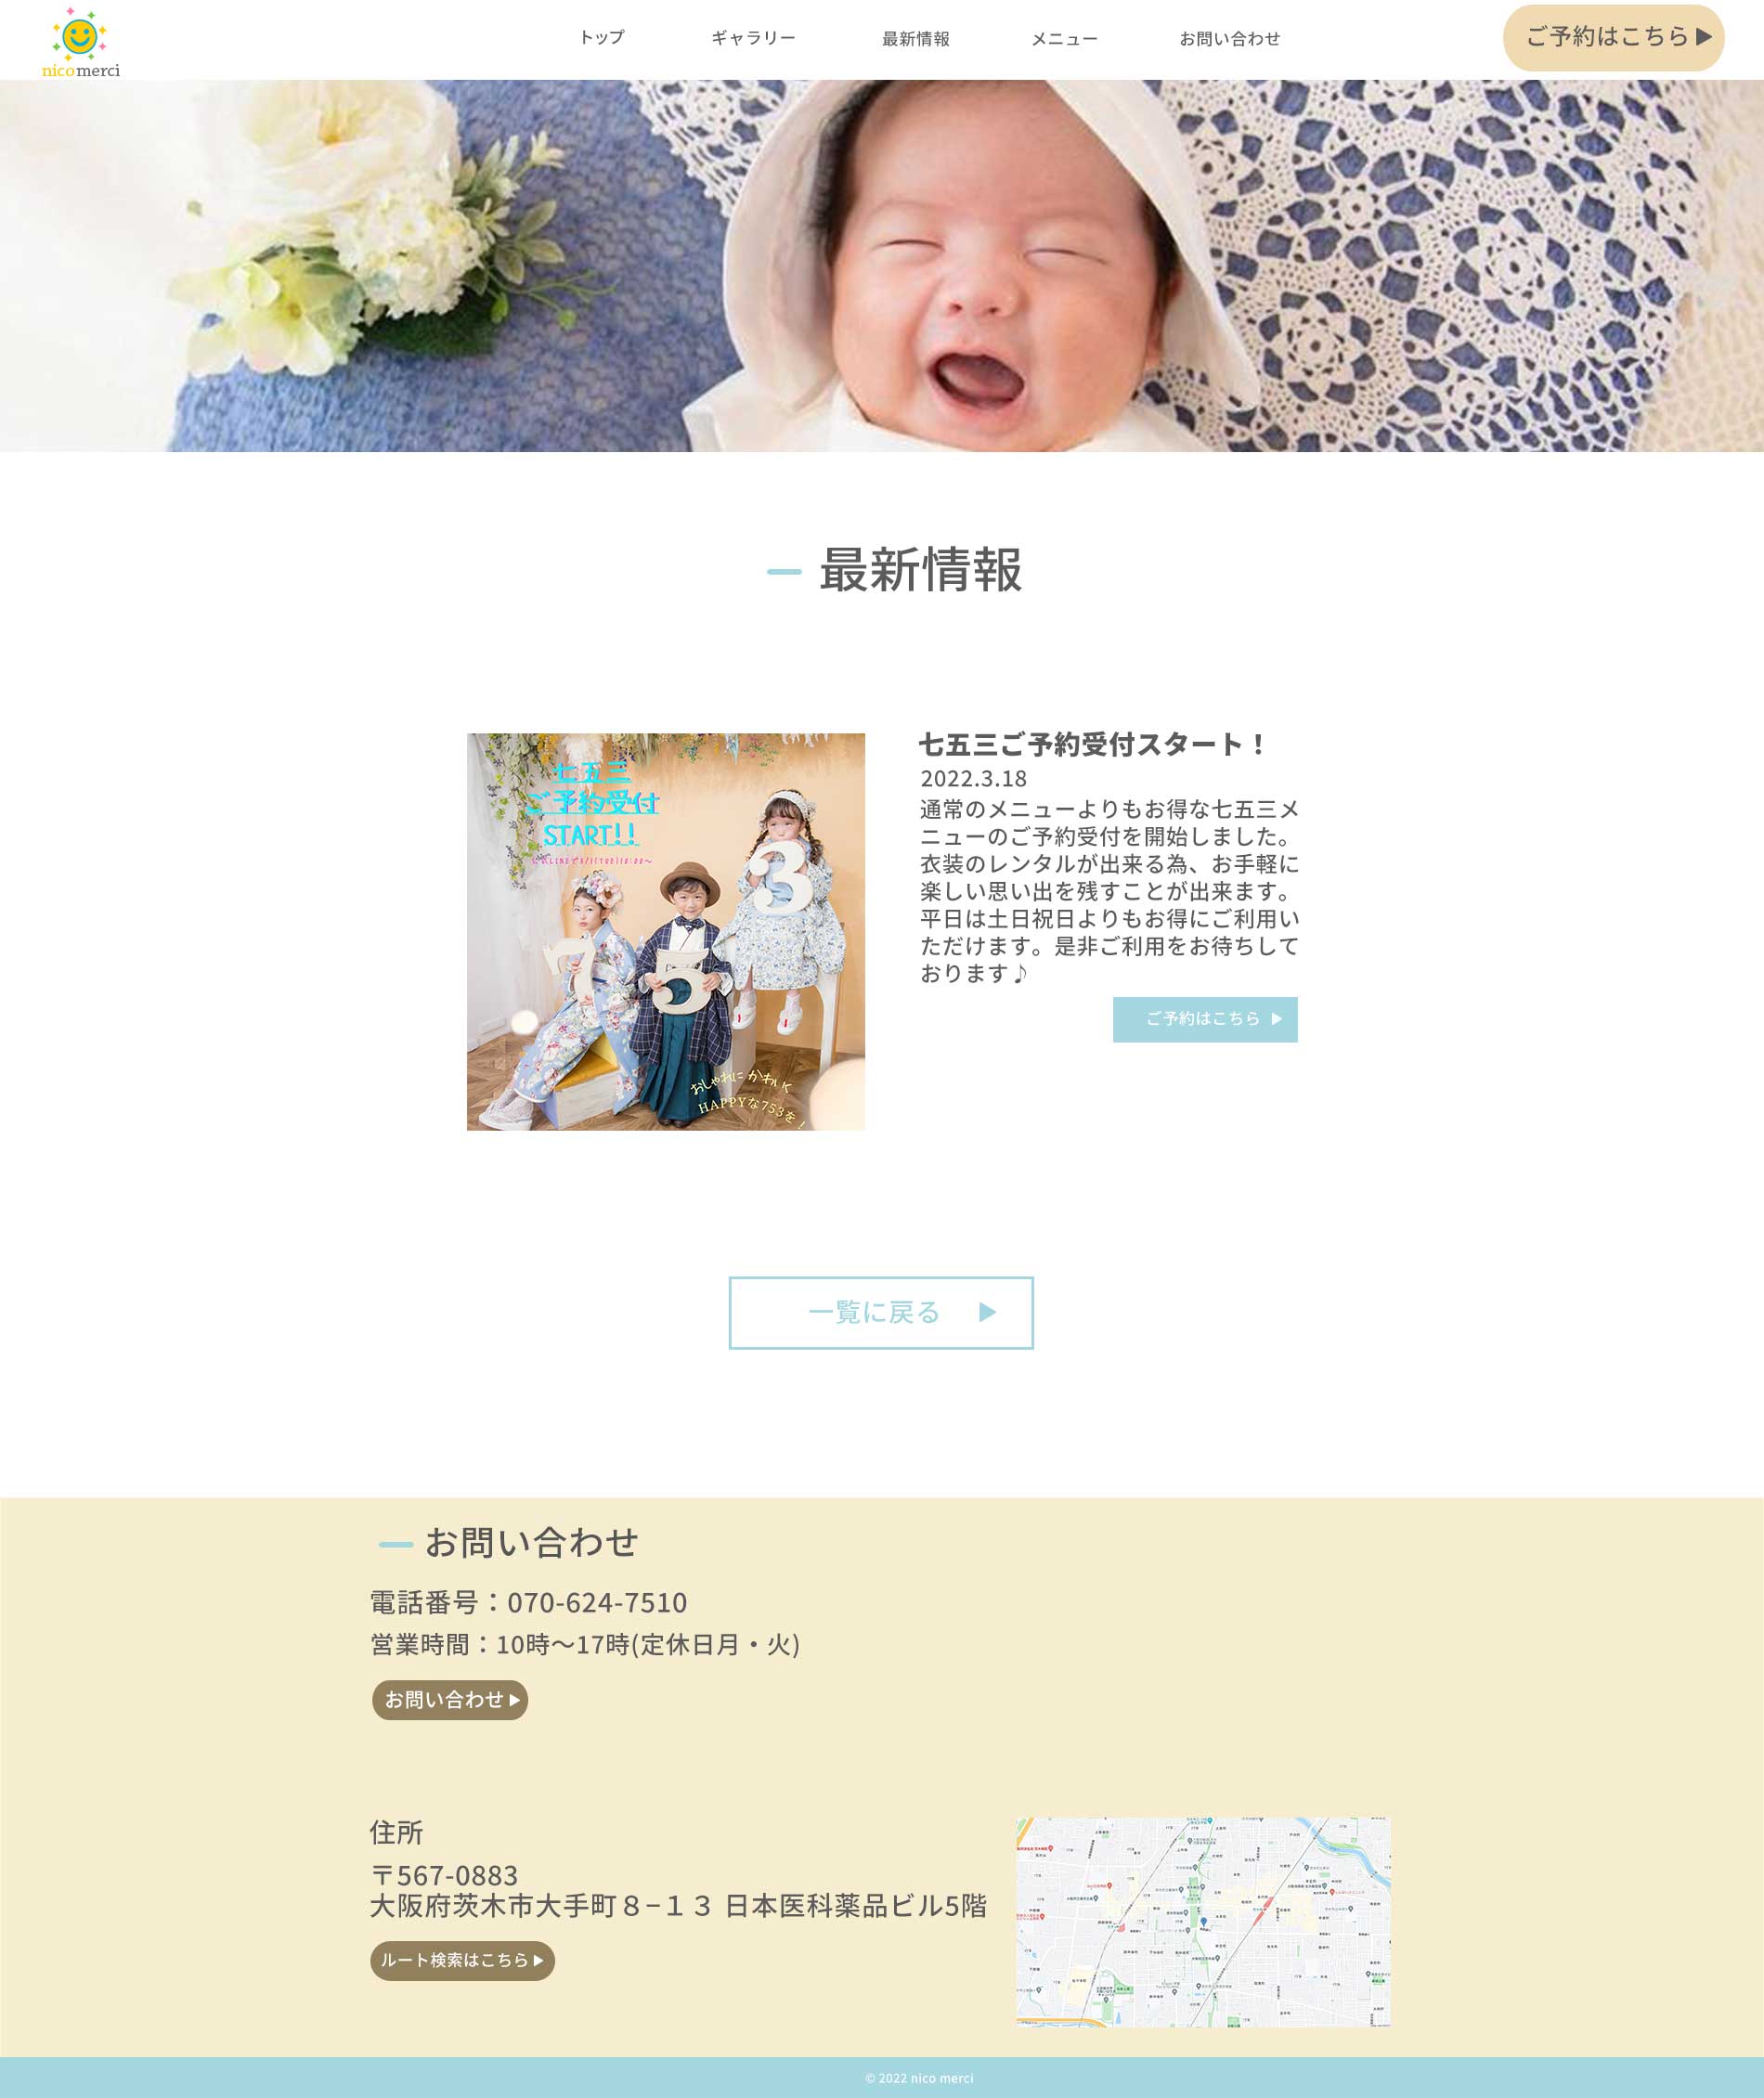 nicomerci
トップ
ギャラリー
最新情報
メニュー
お問い合わせ
ご予約はこちら▶
最新情報
七五三
ご予約受付
START!!
3
7
5
おしゃれに かわいく
HAPPYな753を！
七五三ご予約受付スタート！
2022.3.18
通常のメニューよりもお得な七五三メ
ニューのご予約受付を開始しました。
衣装のレンタルが出来る為、お手軽に
楽しい思い出を残すことが出来ます。
平日は土日祝日よりもお得にご利用い
ただけます。是非ご利用をお待ちして
おります♪
ご予約はこちら ▶
一覧に戻る ▶
お問い合わせ
電話番号：070-624-7510
営業時間：10時〜17時(定休日月・火)
お問い合わせ▶
住所
〒567-0883
大阪府茨木市大手町８−１３ 日本医科薬品ビル5階
ルート検索はこちら▶
© 2022 nico merci